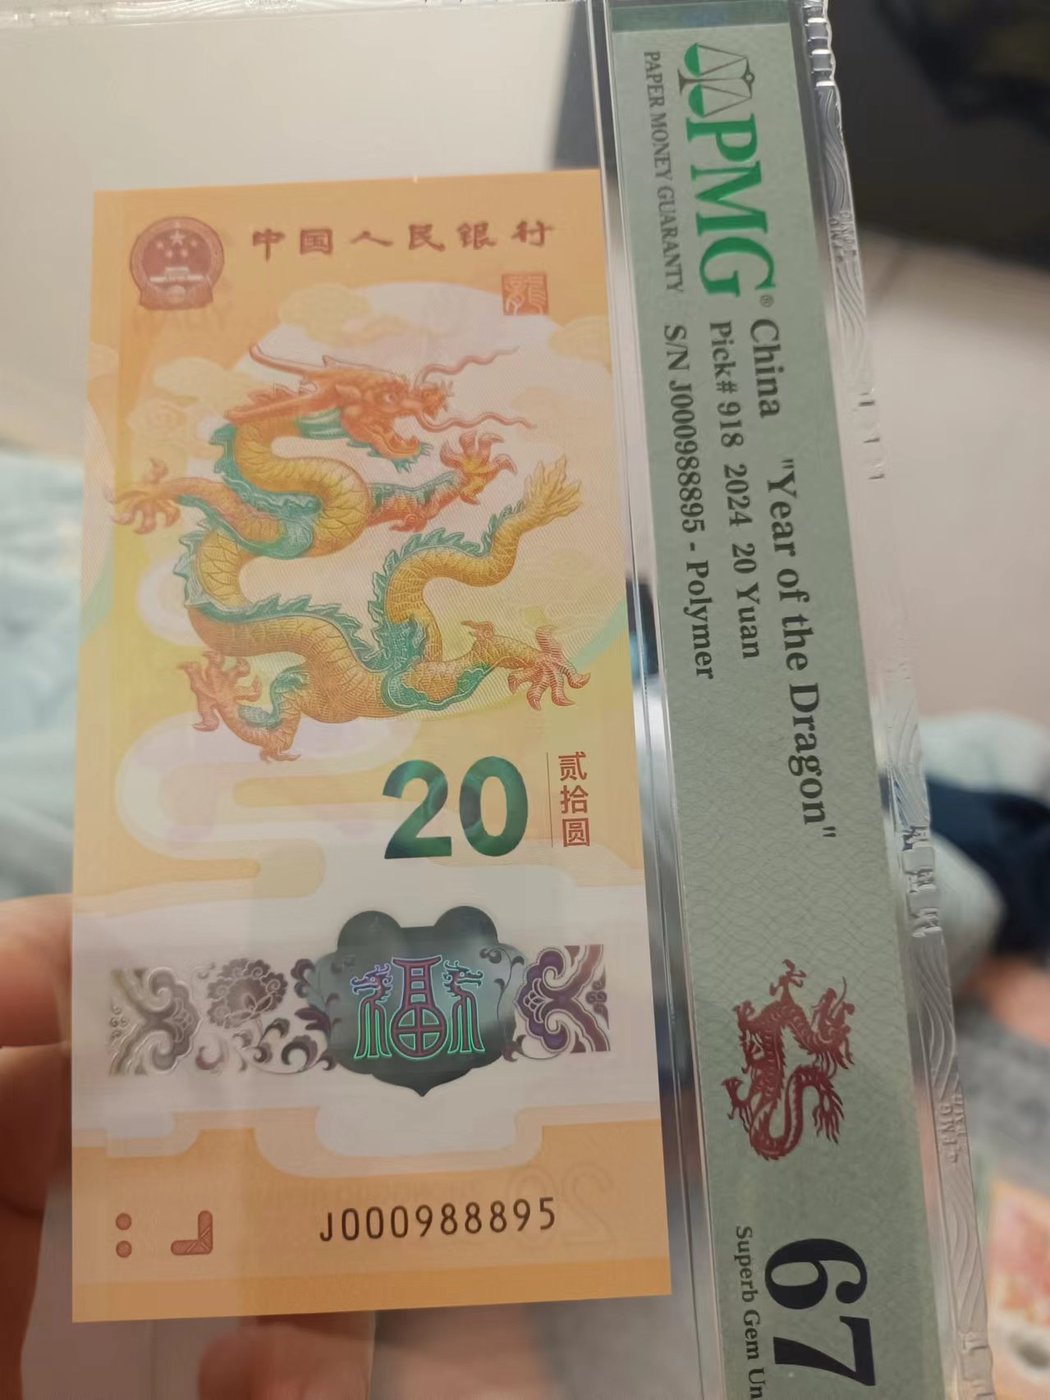 中国人民银行
龍
20
贰拾圆
福
J000988895
PMG®
PAPER MONEY GUARANTY
China "Year of the Dragon"
Pick# 918 2024 20 Yuan
S/N J000988895 - Polymer
67
Superb Gem Un